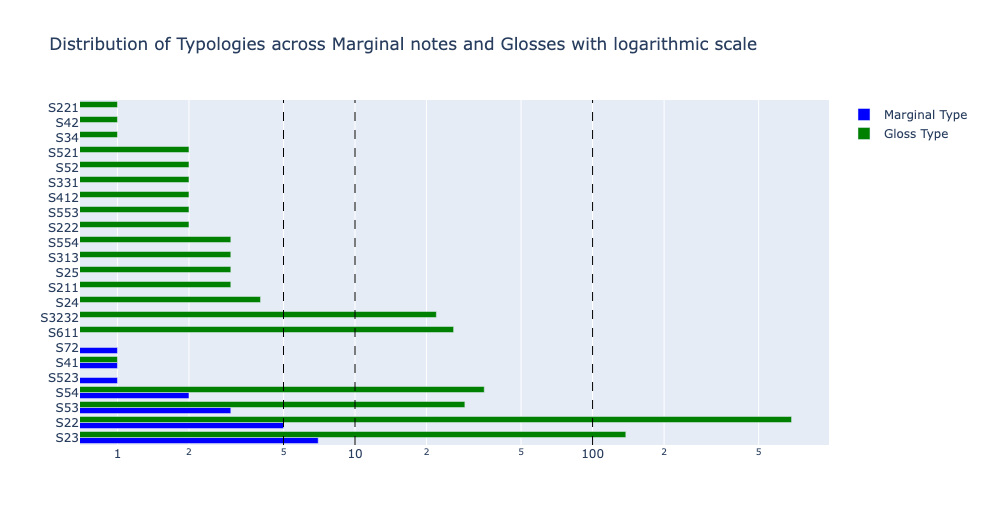 Distribution of Typologies across Marginal notes and Glosses with logarithmic scale
Marginal Type
Gloss Type
S221
S42
S34
S521
S52
S331
S412
S553
S222
S554
S313
S25
S211
S24
S3232
S611
S72
S41
S523
S54
S53
S22
S23
1 2 5 10 2 5 100 2 5